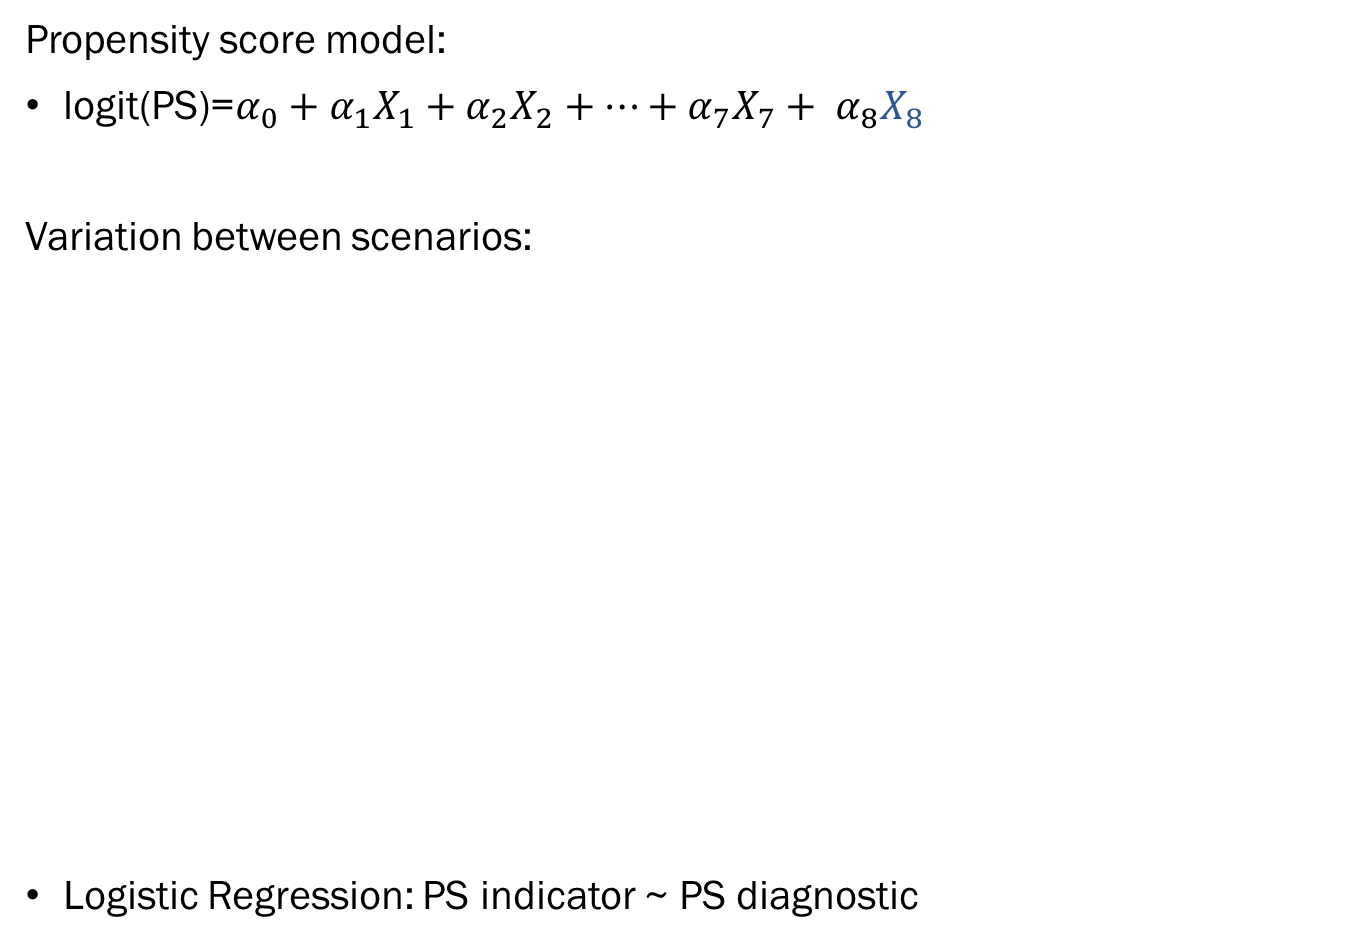 Propensity score model:
• logit(PS)=α₀ + α₁X₁ + α₂X₂ + ⋯ + α₇X₇ + α₈X₈
Variation between scenarios:
• Logistic Regression: PS indicator ~ PS diagnostic